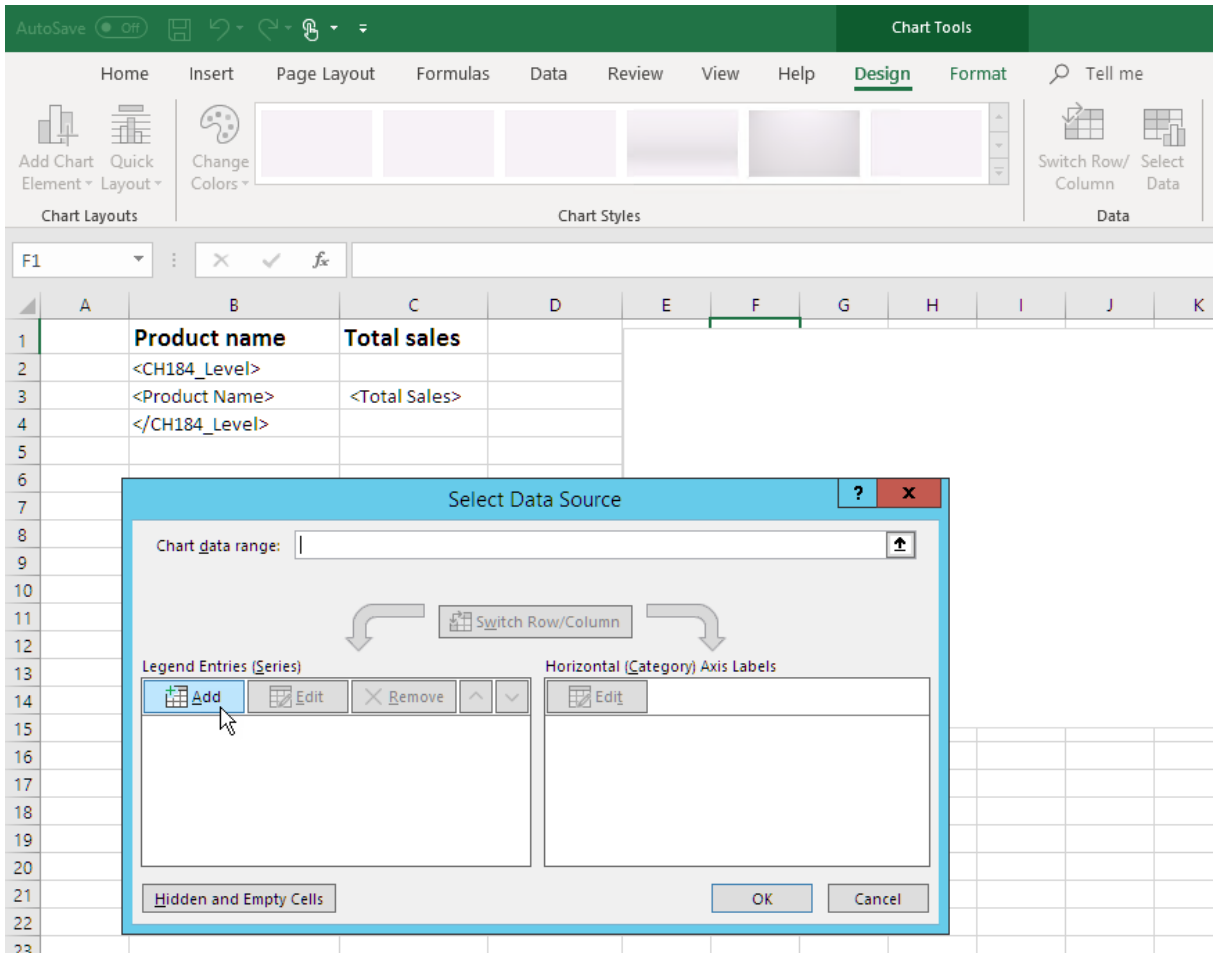 AutoSave Off Chart Tools
Home Insert Page Layout Formulas Data Review View Help Design Format Tell me
Add Chart Element Quick Layout Change Colors Switch Row/ Column Select Data
Chart Layouts Chart Styles Data
F1 fx
A B C D E F G H I J K
1 Product name Total sales
2 <CH184_Level>
3 <Product Name> <Total Sales>
4 </CH184_Level>
5
6
7 Select Data Source ? x
8 Chart data range:
9
10
11 Switch Row/Column
12
13 Legend Entries (Series) Horizontal (Category) Axis Labels
14 Add Edit Remove Edit
15
16
17
18
19
20
21 Hidden and Empty Cells OK Cancel
22
23